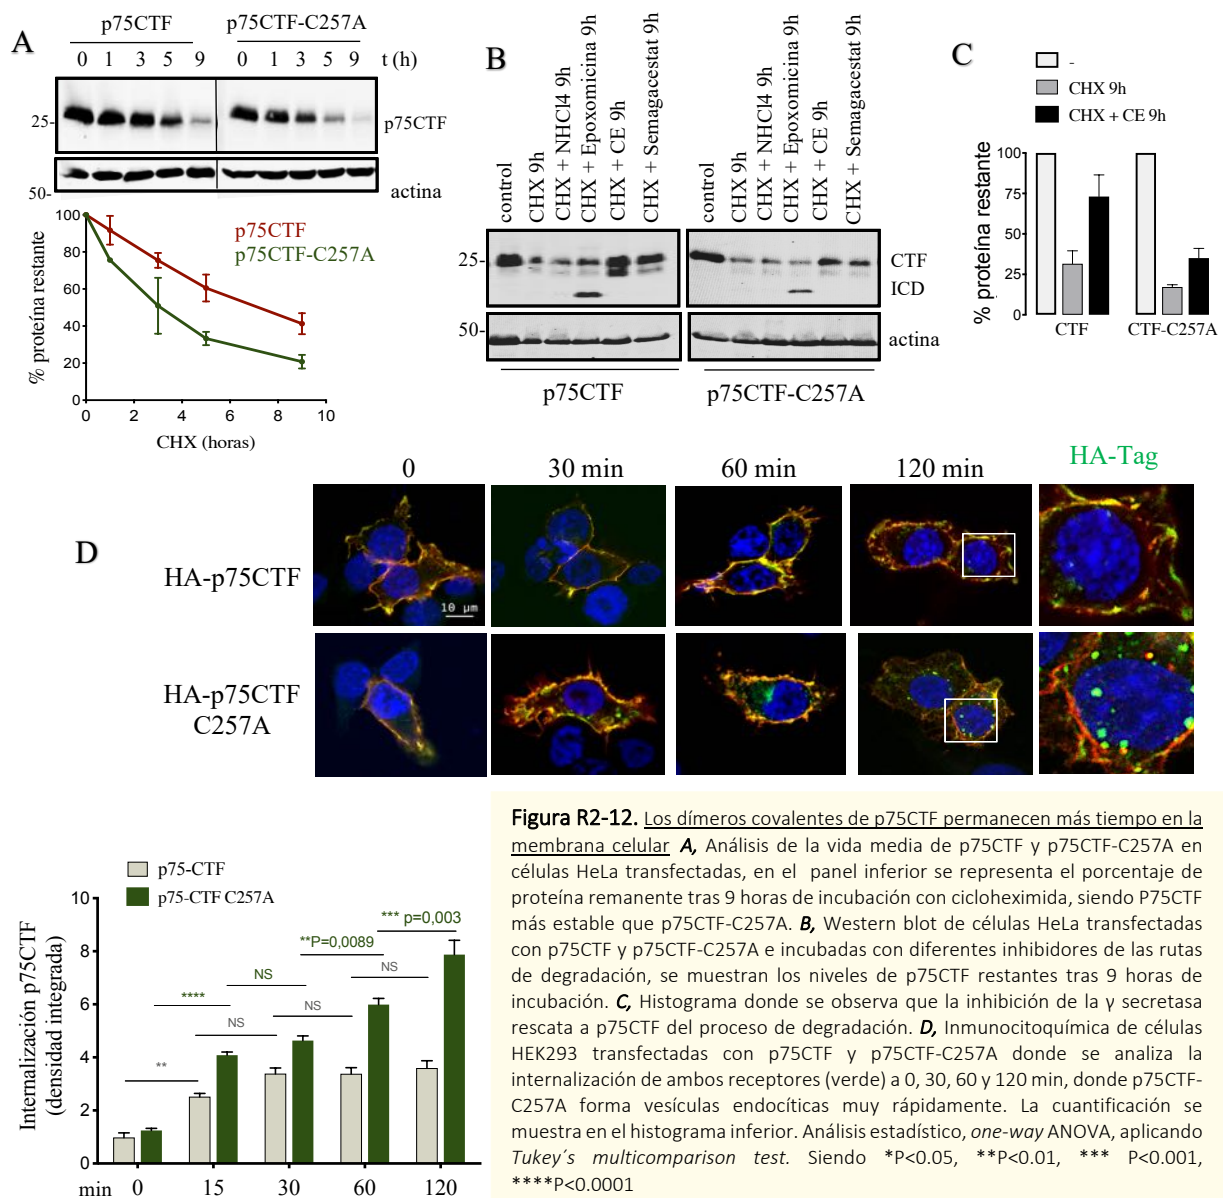 A
p75CTF p75CTF-C257A
0 1 3 5 9 0 1 3 5 9 t (h)
25-
p75CTF
50-
actina
% proteína restante
100
80
60
40
20
0
p75CTF
p75CTF-C257A
0 2 4 6 8 10
CHX (horas)
B
control
CHX 9h
CHX + NHCl4 9h
CHX + Epoxomicina 9h
CHX + CE 9h
CHX + Semagacestat 9h
control
CHX 9h
CHX + NHCl4 9h
CHX + Epoxomicina 9h
CHX + CE 9h
CHX + Semagacestat 9h
25-
CTF
ICD
50-
actina
p75CTF p75CTF-C257A
C
-
CHX 9h
CHX + CE 9h
% proteína restante
100
75
50
25
0
CTF CTF-C257A
D
0 30 min 60 min 120 min HA-Tag
HA-p75CTF
10 µm
HA-p75CTF
C257A
p75-CTF
p75-CTF C257A
Internalización p75CTF
(densidad integrada)
10
8
6
4
2
0
*** p=0,003
**P=0,0089
NS
NS
****
NS
NS
**
min 0 15 30 60 120
Figura R2-12. Los dímeros covalentes de p75CTF permanecen más tiempo en la
membrana celular A, Análisis de la vida media de p75CTF y p75CTF-C257A en
células HeLa transfectadas, en el panel inferior se representa el porcentaje de
proteína remanente tras 9 horas de incubación con cicloheximida, siendo P75CTF
más estable que p75CTF-C257A. B, Western blot de células HeLa transfectadas
con p75CTF y p75CTF-C257A e incubadas con diferentes inhibidores de las rutas
de degradación, se muestran los niveles de p75CTF restantes tras 9 horas de
incubación. C, Histograma donde se observa que la inhibición de la γ secretasa
rescata a p75CTF del proceso de degradación. D, Inmunocitoquímica de células
HEK293 transfectadas con p75CTF y p75CTF-C257A donde se analiza la
internalización de ambos receptores (verde) a 0, 30, 60 y 120 min, donde p75CTF-
C257A forma vesículas endocíticas muy rápidamente. La cuantificación se
muestra en el histograma inferior. Análisis estadístico, one-way ANOVA, aplicando
Tukey´s multicomparison test. Siendo *P<0.05, **P<0.01, *** P<0.001,
****P<0.0001